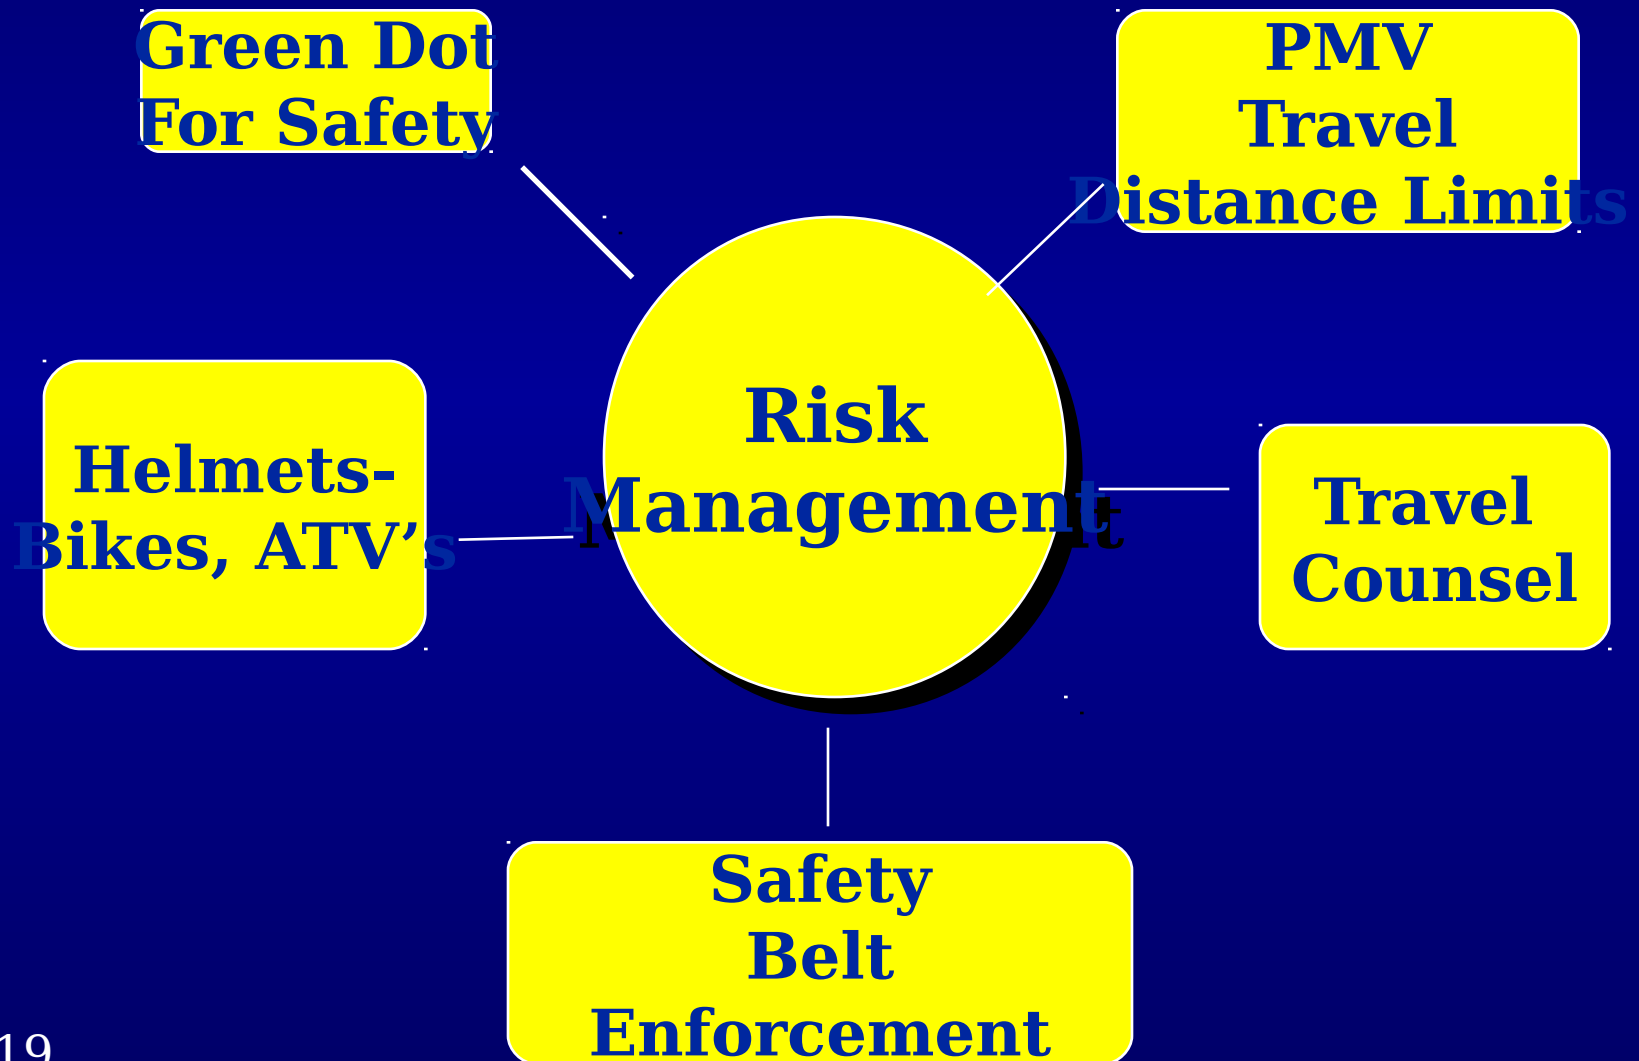 Green Dot
For Safety
PMV
Travel
Distance Limits
Risk
Management
Helmets-
Bikes, ATV’s
Travel
Counsel
Safety
Belt
Enforcement
19